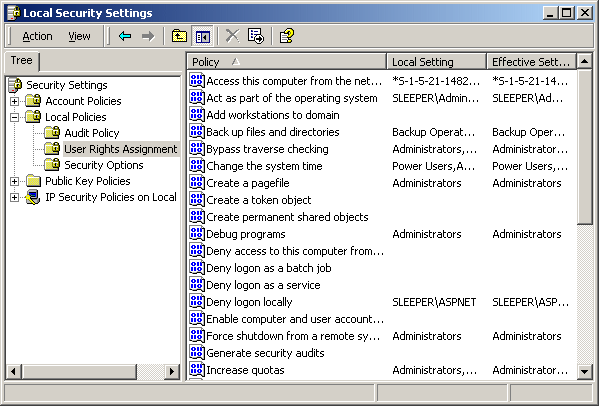 Local Security Settings
Action View
Tree
Security Settings
Account Policies
Local Policies
Audit Policy
User Rights Assignment
Security Options
Public Key Policies
IP Security Policies on Local
Policy Local Setting Effective Sett...
Access this computer from the net... *S-1-5-21-1482... *S-1-5-21-14...
Act as part of the operating system SLEEPER\Admin... SLEEPER\Ad...
Add workstations to domain
Back up files and directories Backup Operat... Backup Oper...
Bypass traverse checking Administrators,... Administrator...
Change the system time Power Users,A... Power Users,...
Create a pagefile Administrators Administrators
Create a token object
Create permanent shared objects
Debug programs Administrators Administrators
Deny access to this computer from...
Deny logon as a batch job
Deny logon as a service
Deny logon locally SLEEPER\ASPNET SLEEPER\ASP...
Enable computer and user account...
Force shutdown from a remote sy... Administrators Administrators
Generate security audits
Increase quotas Administrators,... Administrator...